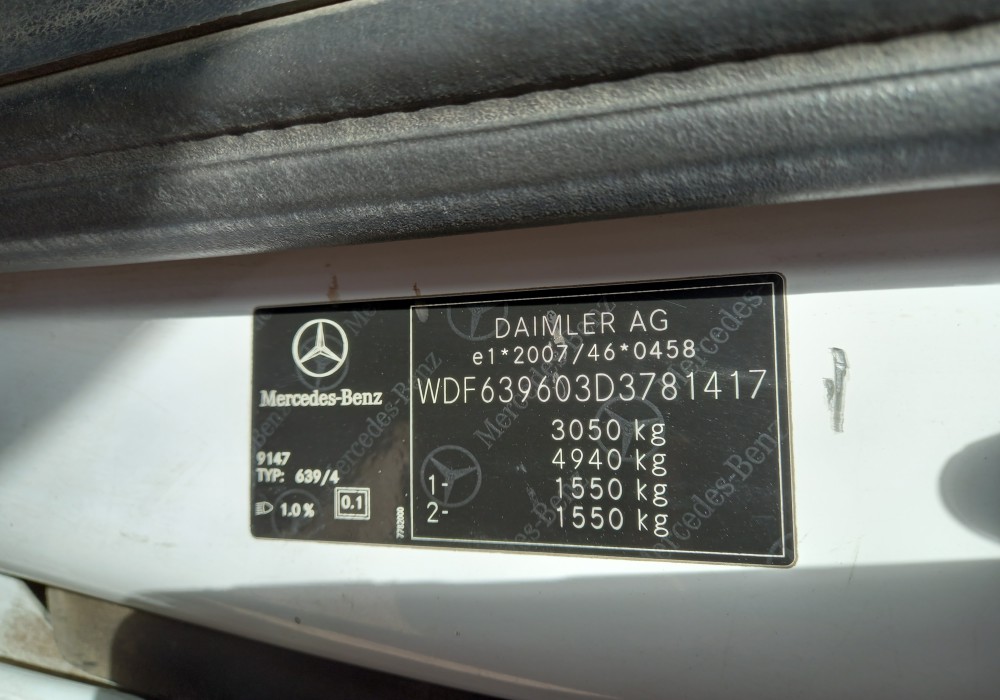 Mercedes-Benz
9147
TYP: 639/4
1.0 %
0.1
7782000
DAIMLER AG
e1*2007/46*0458
WDF639603D3781417
3050 kg
4940 kg
1- 1550 kg
2- 1550 kg